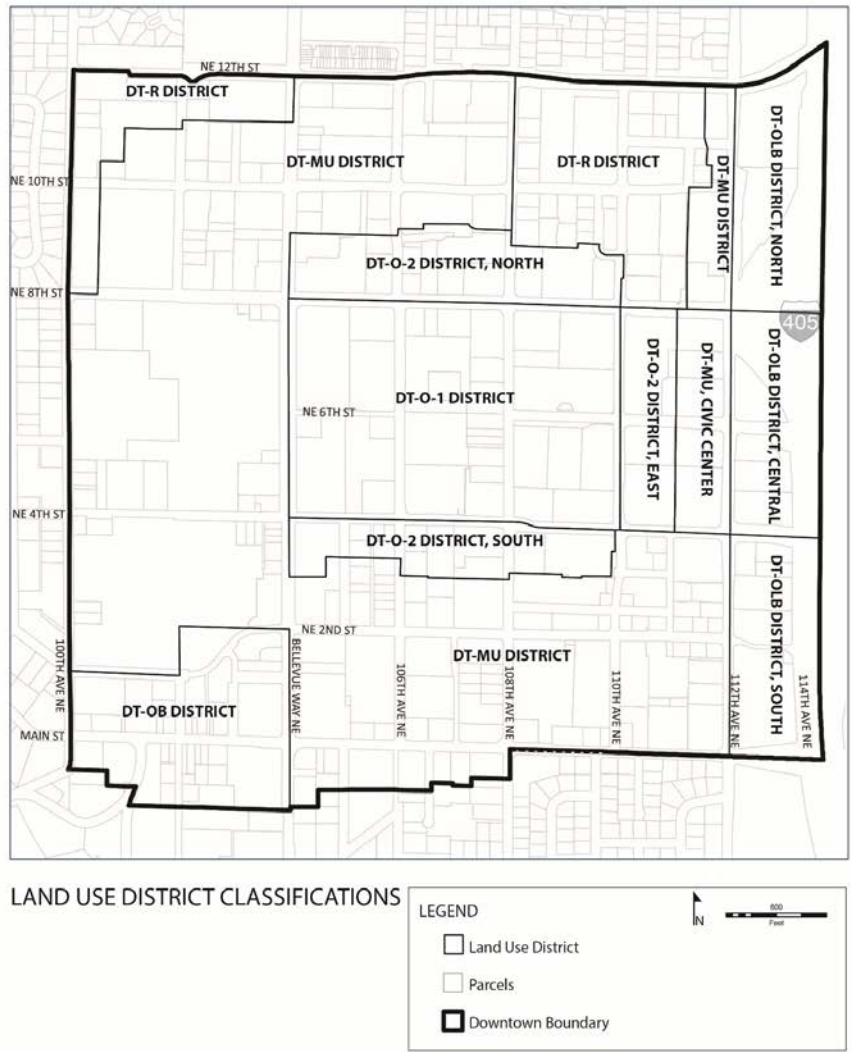 NE 12TH ST
DT-R DISTRICT
DT-MU DISTRICT
DT-R DISTRICT
DT-MU DISTRICT
DT-OLB DISTRICT, NORTH
NE 10TH ST
DT-O-2 DISTRICT, NORTH
NE 8TH ST
405
DT-O-1 DISTRICT
NE 6TH ST
DT-O-2 DISTRICT, EAST
DT-MU, CIVIC CENTER
DT-OLB DISTRICT, CENTRAL
NE 4TH ST
DT-O-2 DISTRICT, SOUTH
NE 2ND ST
DT-MU DISTRICT
DT-OLB DISTRICT, SOUTH
100TH AVE NE
BELLEVUE WAY NE
106TH AVE NE
108TH AVE NE
110TH AVE NE
112TH AVE NE
114TH AVE NE
DT-OB DISTRICT
MAIN ST
LAND USE DISTRICT CLASSIFICATIONS
LEGEND
Land Use District
Parcels
Downtown Boundary
N
600
Feet